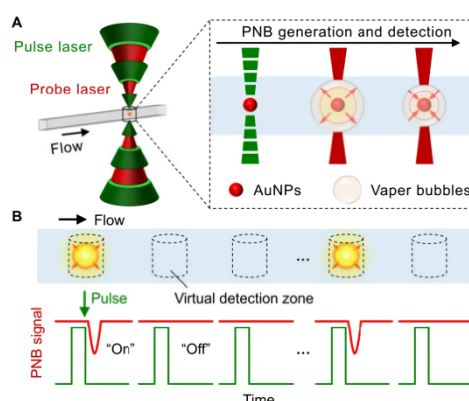 A
Pulse laser
Probe laser
Flow
PNB generation and detection
AuNPs
Vaper bubbles
B
Flow
...
Pulse
Virtual detection zone
PNB signal
"On"
"Off"
...
Time